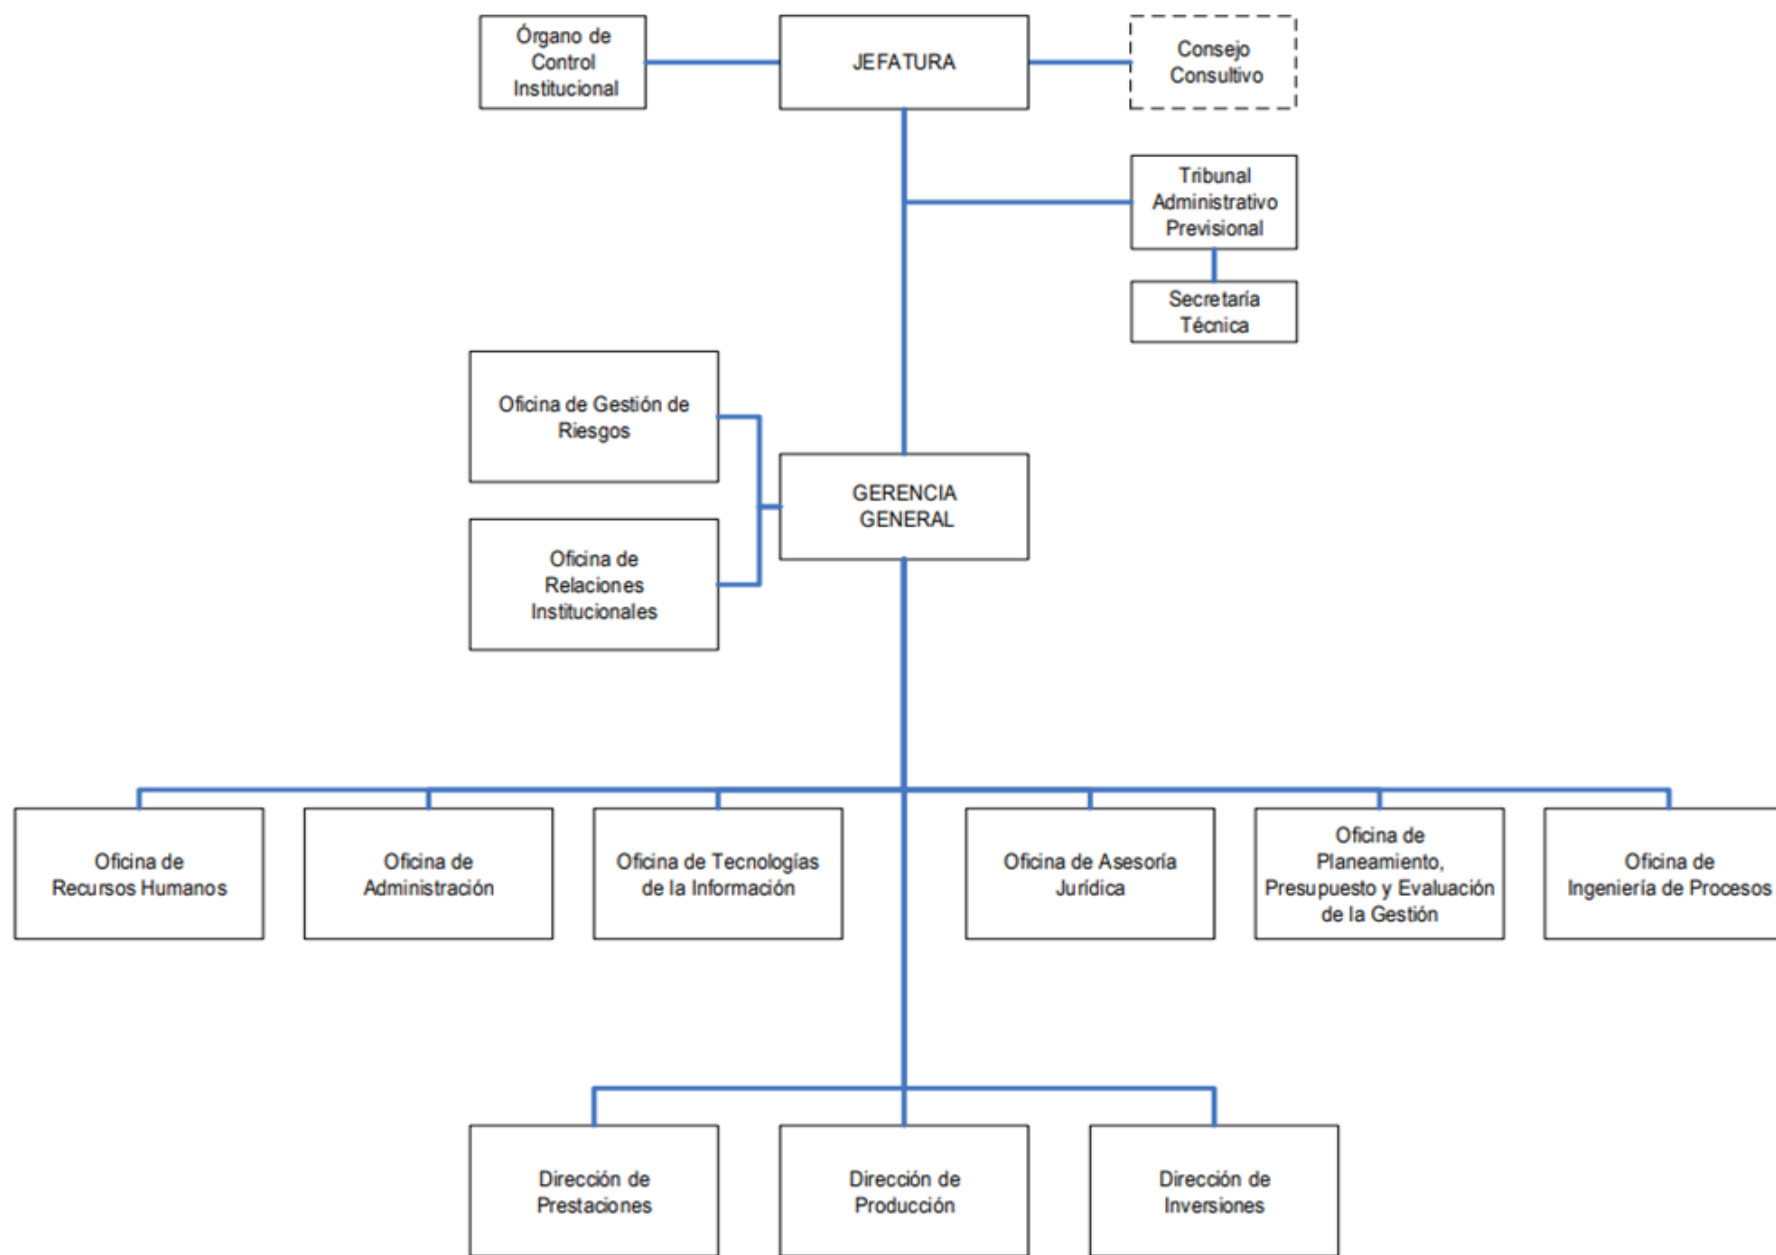 Órgano de
Control
Institucional
JEFATURA
Consejo
Consultivo
Tribunal
Administrativo
Previsional
Secretaría
Técnica
Oficina de Gestión de
Riesgos
GERENCIA
GENERAL
Oficina de
Relaciones
Institucionales
Oficina de
Recursos Humanos
Oficina de
Administración
Oficina de Tecnologías
de la Información
Oficina de Asesoría
Jurídica
Oficina de
Planeamiento,
Presupuesto y Evaluación
de la Gestión
Oficina de
Ingeniería de Procesos
Dirección de
Prestaciones
Dirección de
Producción
Dirección de
Inversiones